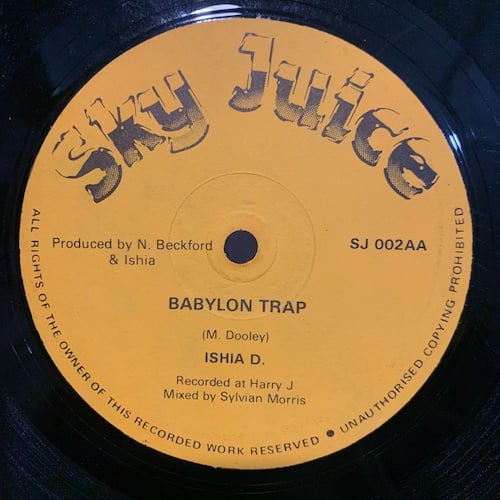 Sky Juice
Produced by N. Beckford
& Ishia
SJ 002AA
BABYLON TRAP
(M. Dooley)
ISHIA D.
Recorded at Harry J
Mixed by Sylvian Morris
ALL RIGHTS OF THE OWNER OF THIS RECORDED WORK RESERVED ● UNAUTHORISED COPYING PROHIBITED